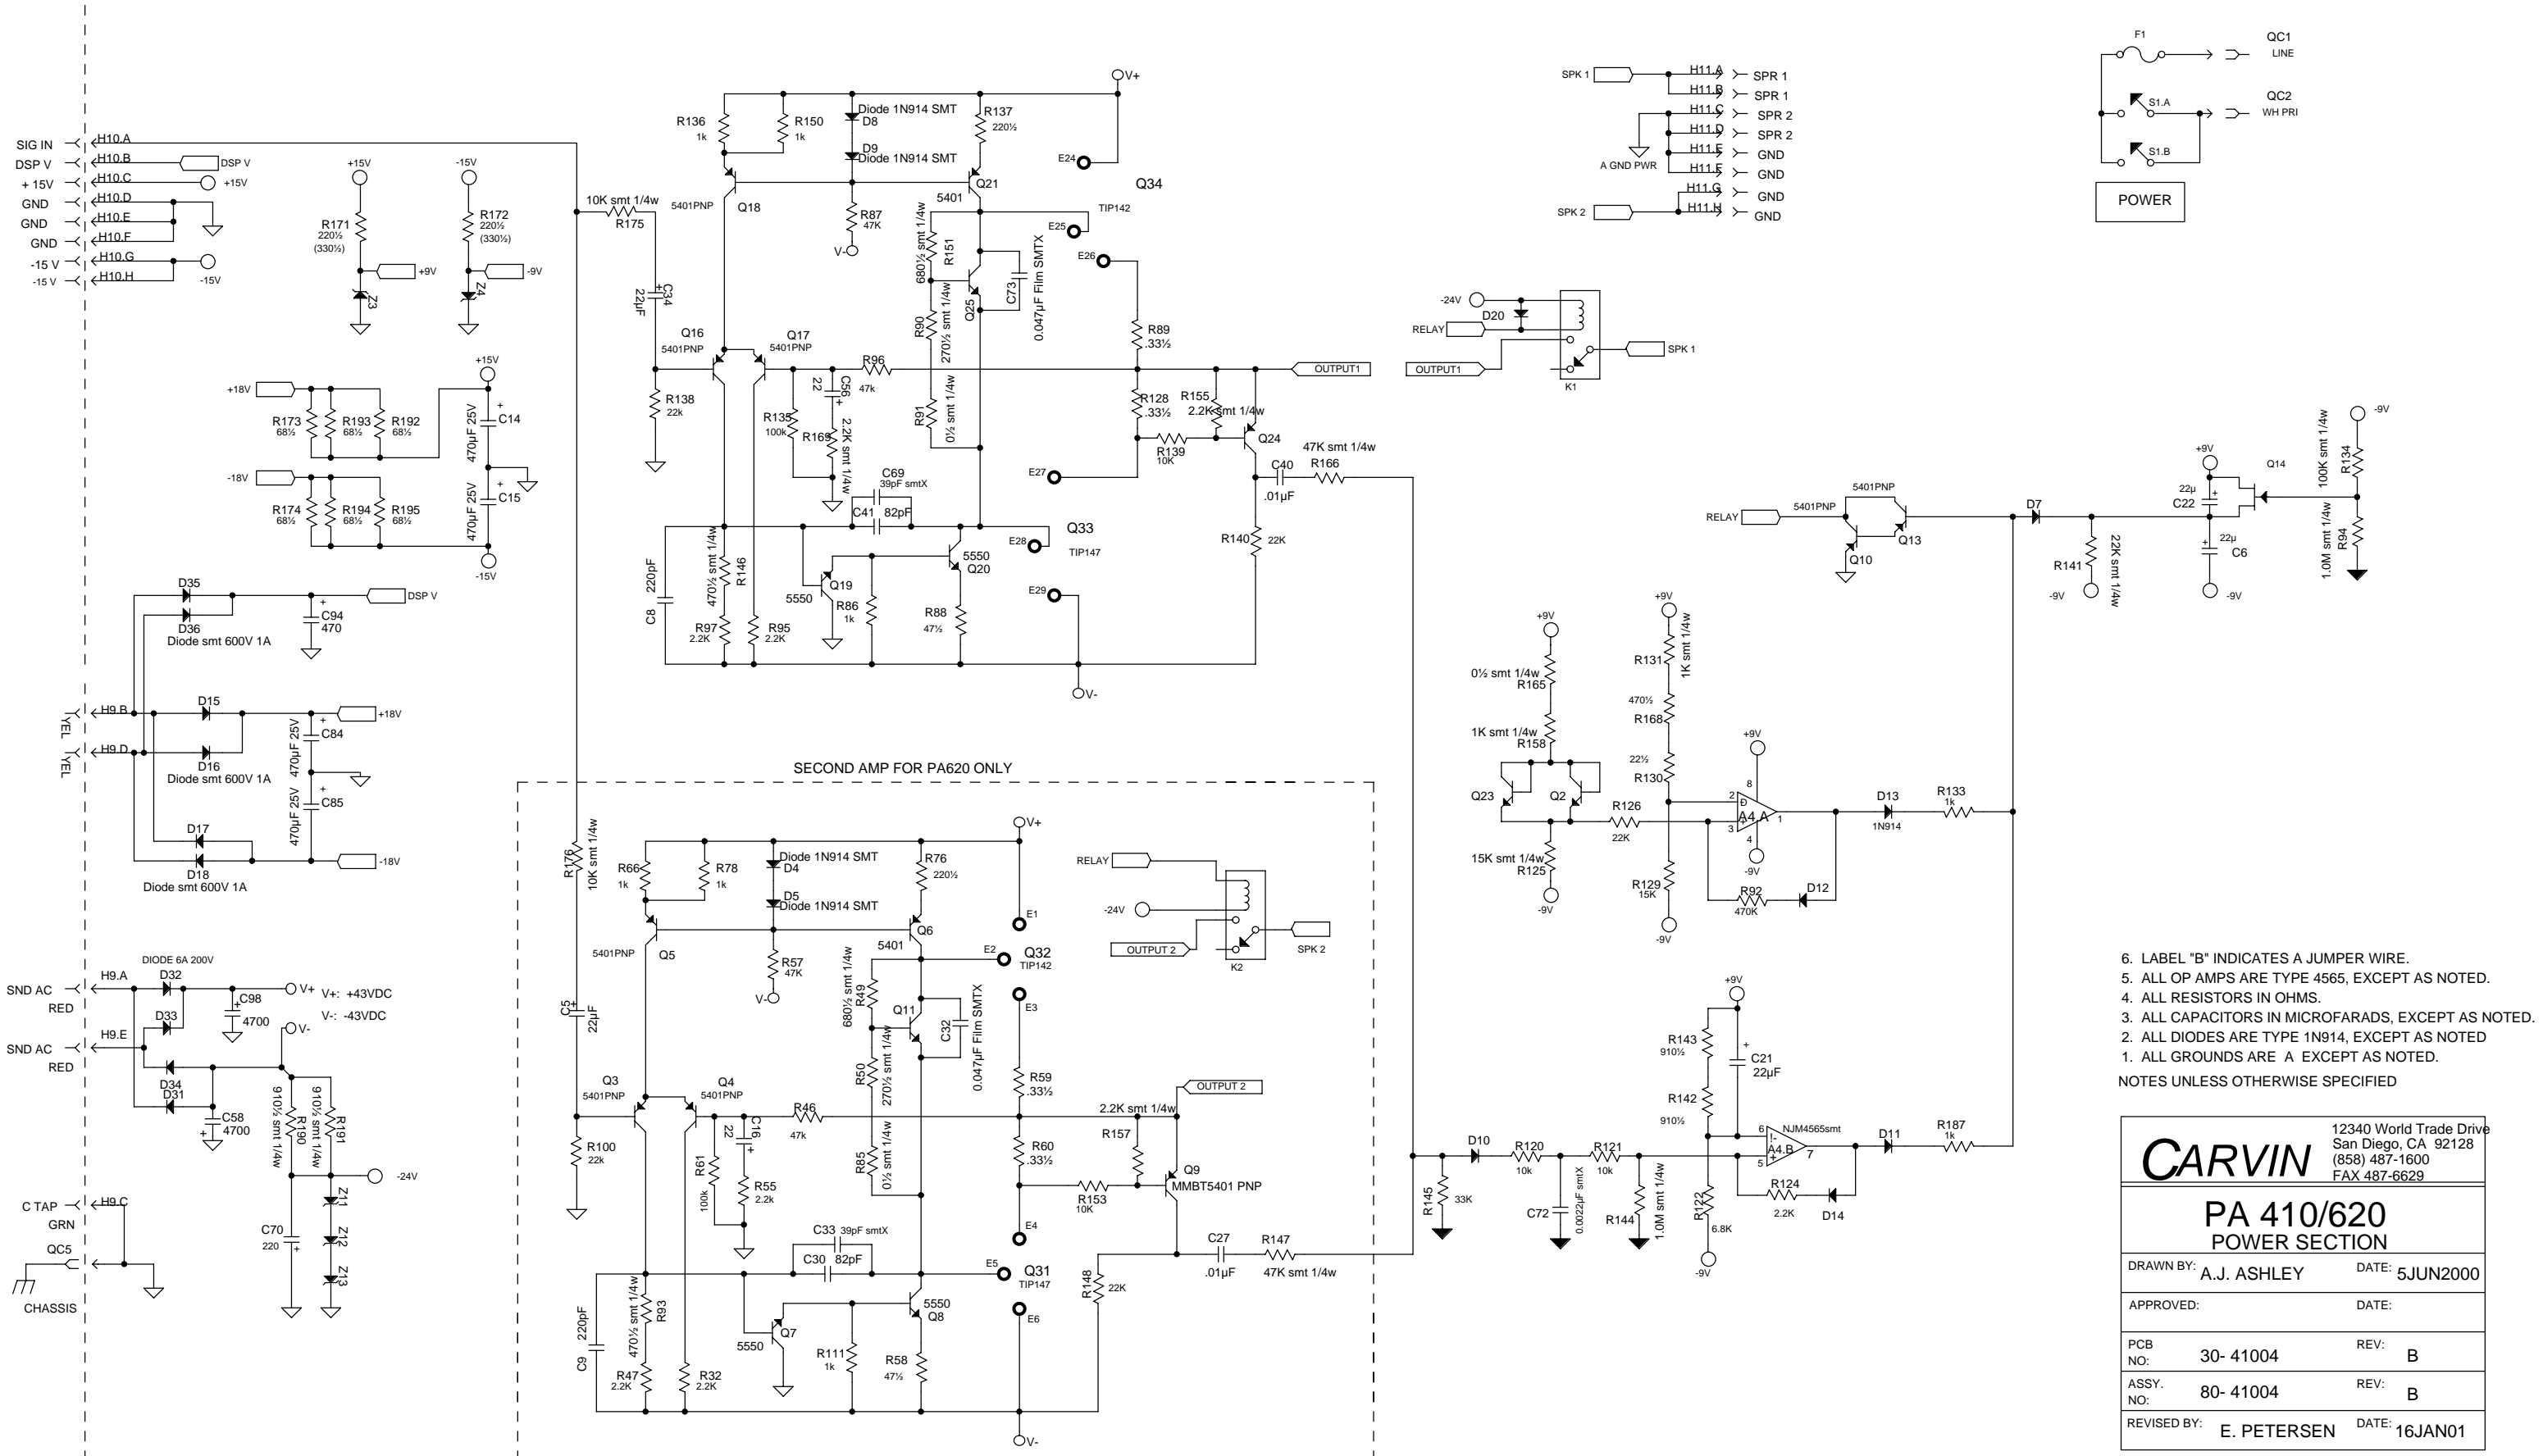 SIG IN
H10.A
DSP V
H10.B
DSP V
+ 15V
H10.C
+15V
GND
H10.D
GND
H10.E
GND
H10.F
-15 V
H10.G
-15 V
H10.H
-15V
+15V
R171
220½
(330½)
+9V
Z3
-15V
R172
220½
(330½)
-9V
Z4
+18V
R173
68½
R193
68½
R192
68½
+15V
+
C14
470µF 25V
-18V
R174
68½
R194
68½
R195
68½
+
C15
470µF 25V
-15V
D35
D36
Diode smt 600V 1A
+
C94
470
DSP V
YEL
H9.B
YEL
H9.D
D15
D16
Diode smt 600V 1A
+
C84
470µF 25V
+18V
+
C85
470µF 25V
D17
D18
Diode smt 600V 1A
-18V
DIODE 6A 200V
SND AC
RED
H9.A
D32
D33
+
C98
4700
V+
V+: +43VDC
V-: -43VDC
V-
SND AC
RED
H9.E
D34
D31
C58
4700
+
R190
910½ smt 1/4w
R191
910½ smt 1/4w
-24V
C70
220
+
Z11
Z12
Z13
C TAP
GRN
H9.C
QC5
CHASSIS
R136
1k
R150
1k
Diode 1N914 SMT
D8
D9
Diode 1N914 SMT
R137
220½
V+
E24
Q34
TIP142
E25
E26
10K smt 1/4w
R175
5401PNP
Q18
R87
47K
V-
Q21
5401
680½ smt 1/4w
R151
C73
0.047µF Film SMTX
Q25
R90
270½ smt 1/4w
R91
0½ smt 1/4w
+
C34
22µF
Q16
5401PNP
Q17
5401PNP
R138
22k
R135
100k
C56
22
+
R96
47k
R169
2.2K smt 1/4w
R89
.33½
OUTPUT1
R128
.33½
R155
2.2K smt 1/4w
R139
10K
Q24
C40
.01µF
47K smt 1/4w
R166
E27
C69
39pF smtX
C41
82pF
Q33
TIP147
E28
E29
R140
22K
C8
220pF
470½ smt 1/4w
R146
R97
2.2K
R95
2.2K
Q19
5550
R86
1k
5550
Q20
R88
47½
V-
SECOND AMP FOR PA620 ONLY
R176
10K smt 1/4w
R66
1k
R78
1k
Diode 1N914 SMT
D4
D5
Diode 1N914 SMT
R76
220½
V+
E1
5401PNP
Q5
R57
47K
V-
Q6
5401
E2
Q32
TIP142
E3
680½ smt 1/4w
R49
Q11
C32
0.047µF Film SMTX
R50
270½ smt 1/4w
R85
0½ smt 1/4w
C5
+
22µF
Q3
5401PNP
Q4
5401PNP
R100
22k
R61
100k
C16
22
+
R46
47k
R55
2.2k
R59
.33½
R60
.33½
2.2K smt 1/4w
R157
OUTPUT 2
Q9
MMBT5401 PNP
R153
10K
C27
.01µF
R147
47K smt 1/4w
R148
22K
C33
39pF smtX
C30
82pF
E4
E5
Q31
TIP147
E6
C9
220pF
470½ smt 1/4w
R93
R47
2.2K
R32
2.2K
Q7
5550
R111
1k
5550
Q8
R58
47½
V-
RELAY
-24V
OUTPUT 2
K2
SPK 2
SPK 1
H11.A
SPR 1
H11.B
SPR 1
H11.C
SPR 2
H11.D
SPR 2
H11.E
GND
H11.F
GND
A GND PWR
H11.G
GND
SPK 2
H11.H
GND
F1
QC1
LINE
S1.A
QC2
WH PRI
S1.B
POWER
-24V
D20
RELAY
OUTPUT1
K1
SPK 1
RELAY
5401PNP
5401PNP
Q10
Q13
D7
R141
22K smt 1/4w
-9V
+9V
22µ
+
C22
+
22µ
C6
-9V
Q14
-9V
R134
100K smt 1/4w
R94
1.0M smt 1/4w
+9V
0½ smt 1/4w
R165
1K smt 1/4w
R158
Q23
Q2
15K smt 1/4w
R125
-9V
R126
22K
+9V
R131
1K smt 1/4w
470½
R168
22½
R130
R129
15K
-9V
+9V
8
2
Ð
A4 A
3
+
1
4
-9V
R92
470K
D12
D13
1N914
R133
1k
+9V
R143
910½
R142
910½
+
C21
22µF
R122
6.8K
-9V
6
!-
NJM4565smt
A4.B
5
+
7
R124
2.2K
D14
D11
R187
1k
R145
33K
D10
R120
10k
C72
0.0022µF smtX
R121
10k
R144
1.0M smt 1/4w
6. LABEL "B" INDICATES A JUMPER WIRE.
5. ALL OP AMPS ARE TYPE 4565, EXCEPT AS NOTED.
4. ALL RESISTORS IN OHMS.
3. ALL CAPACITORS IN MICROFARADS, EXCEPT AS NOTED.
2. ALL DIODES ARE TYPE 1N914, EXCEPT AS NOTED
1. ALL GROUNDS ARE A EXCEPT AS NOTED.
NOTES UNLESS OTHERWISE SPECIFIED
CARVIN
12340 World Trade Drive
San Diego, CA 92128
(858) 487-1600
FAX 487-6629
PA 410/620
POWER SECTION
DRAWN BY: A.J. ASHLEY DATE: 5JUN2000
APPROVED: DATE:
PCB NO: 30- 41004 REV: B
ASSY. NO: 80- 41004 REV: B
REVISED BY: E. PETERSEN DATE: 16JAN01